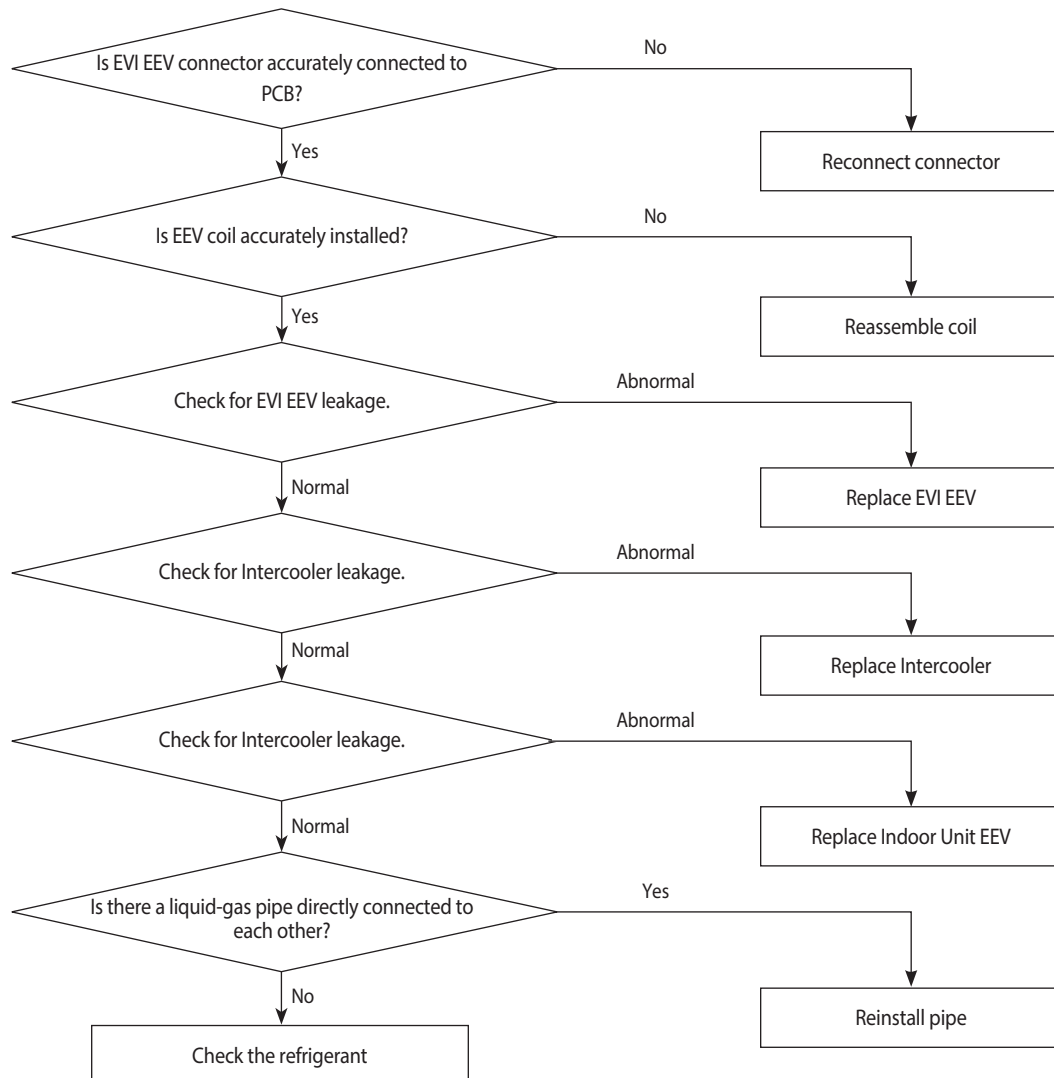 Is EVI EEV connector accurately connected to
PCB?
No
Reconnect connector
Yes
Is EEV coil accurately installed?
No
Reassemble coil
Yes
Check for EVI EEV leakage.
Abnormal
Replace EVI EEV
Normal
Check for Intercooler leakage.
Abnormal
Replace Intercooler
Normal
Check for Intercooler leakage.
Abnormal
Replace Indoor Unit EEV
Normal
Is there a liquid-gas pipe directly connected to
each other?
Yes
Reinstall pipe
No
Check the refrigerant